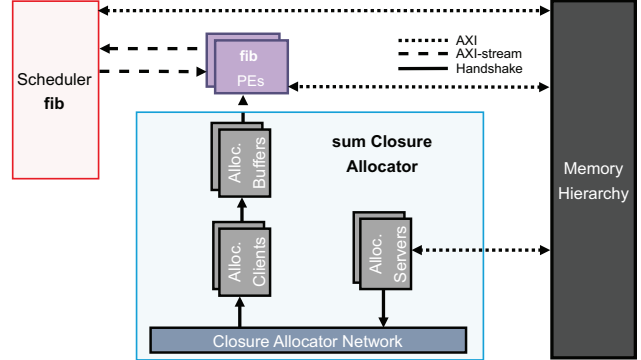 Scheduler
fib
fib
PEs
AXI
AXI-stream
Handshake
sum Closure
Allocator
Alloc.
Buffers
Alloc.
Clients
Alloc.
Servers
Closure Allocator Network
Memory
Hierarchy